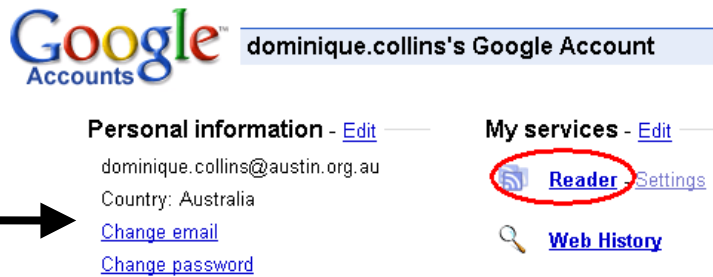 Google™
Accounts
dominique.collins's Google Account
Personal information - Edit
dominique.collins@austin.org.au
Country: Australia
Change email
Change password
My services - Edit
Reader - Settings
Web History